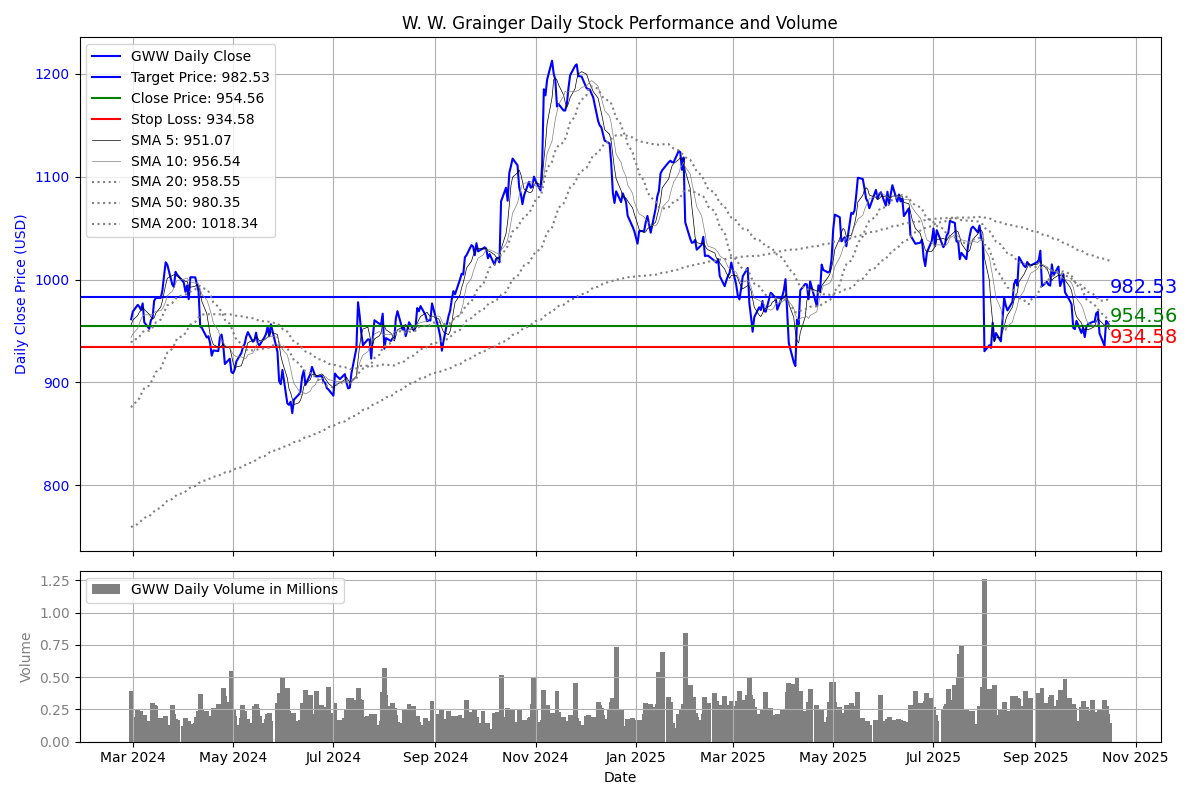 W. W. Grainger Daily Stock Performance and Volume
GWW Daily Close
Target Price: 982.53
Close Price: 954.56
Stop Loss: 934.58
SMA 5: 951.07
SMA 10: 956.54
SMA 20: 958.55
SMA 50: 980.35
SMA 200: 1018.34
1200
1100
1000
900
800
Daily Close Price (USD)
982.53
954.56
934.58
GWW Daily Volume in Millions
1.25
1.00
0.75
0.50
0.25
0.00
Volume
Mar 2024 May 2024 Jul 2024 Sep 2024 Nov 2024 Jan 2025 Mar 2025 May 2025 Jul 2025 Sep 2025 Nov 2025
Date